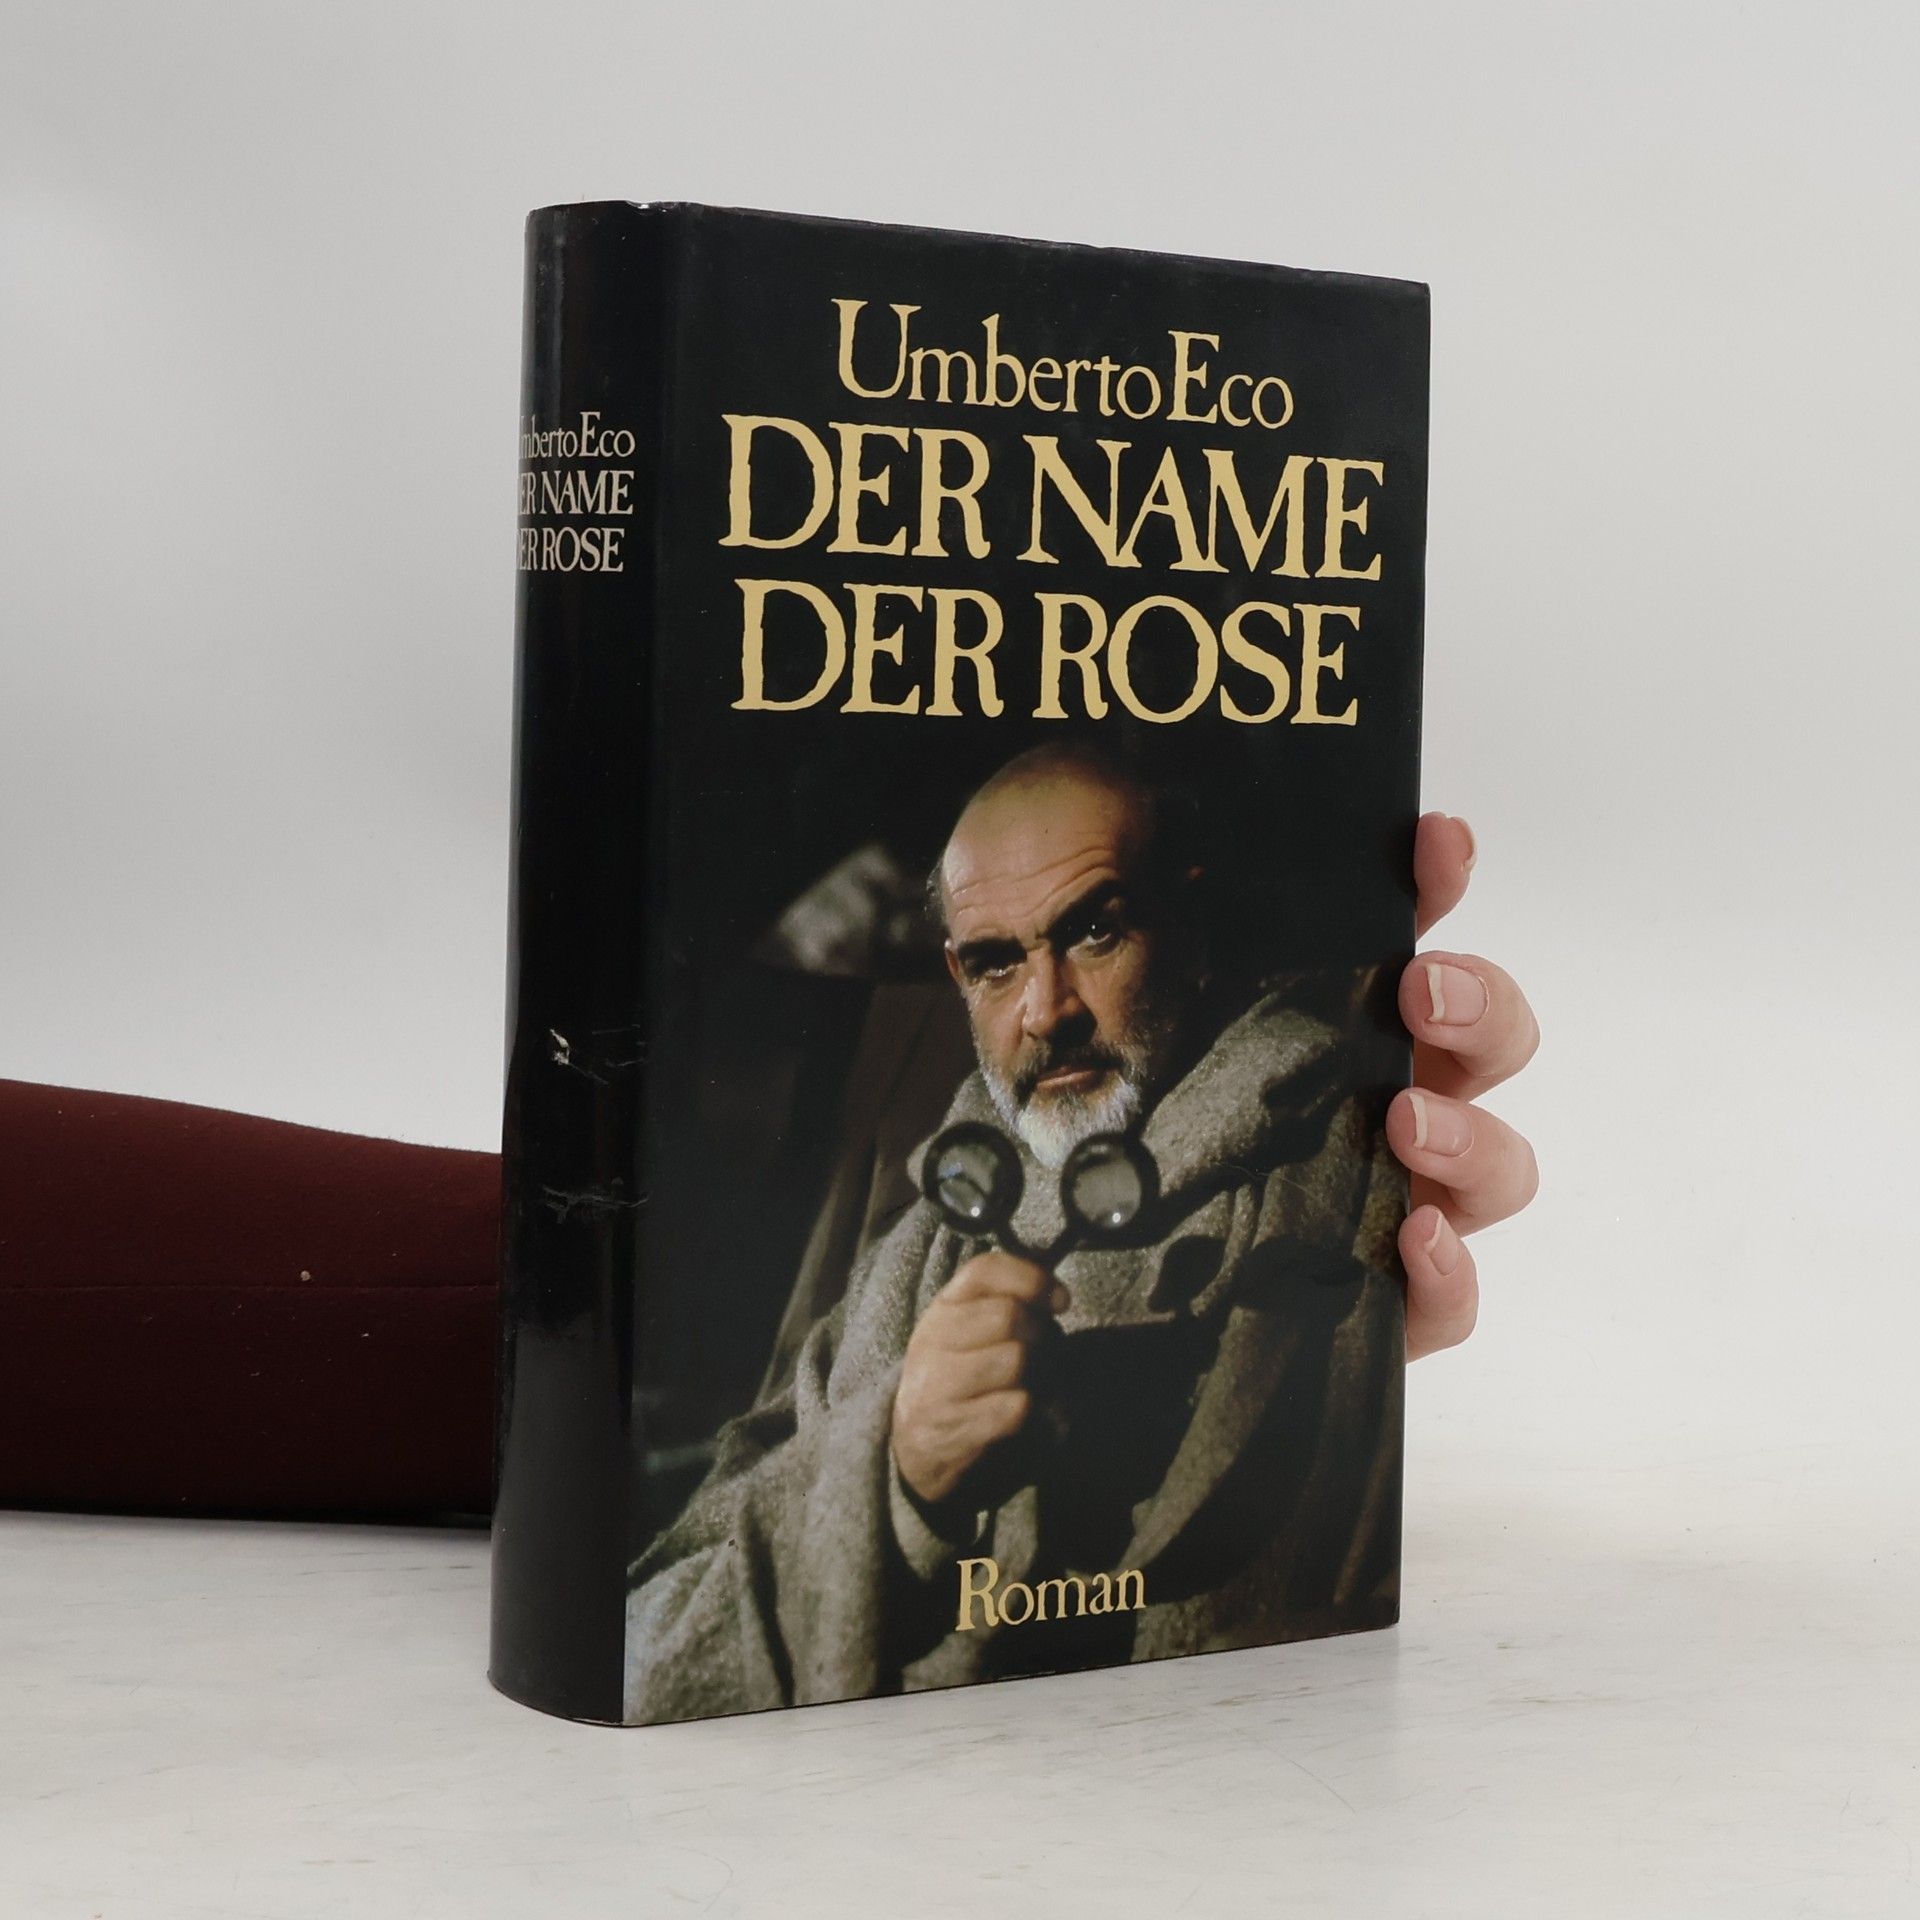 Umberto Eco
DER NAME
DER ROSE
Roman
Umberto Eco
DER NAME
DER ROSE